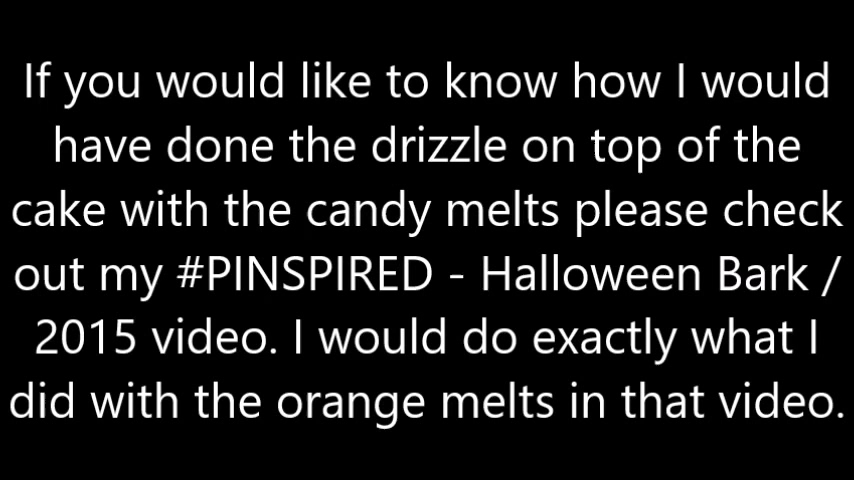 If you would like to know how I would
have done the drizzle on top of the
cake with the candy melts please check
out my #PINSPIRED - Halloween Bark /
2015 video. I would do exactly what I
did with the orange melts in that video.